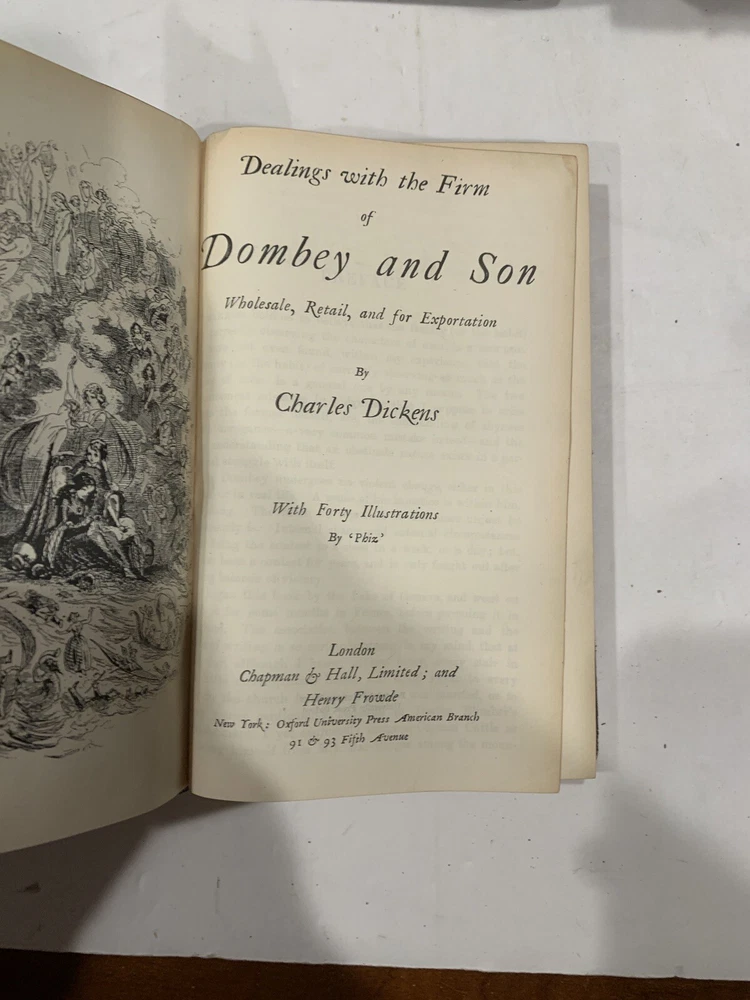 Dealings with the Firm
of
Dombey and Son
Wholesale, Retail, and for Exportation
By
Charles Dickens
With Forty Illustrations
By ‘Phiz’
London
Chapman & Hall, Limited; and
Henry Frowde
New York: Oxford University Press American Branch
91 & 93 Fifth Avenue